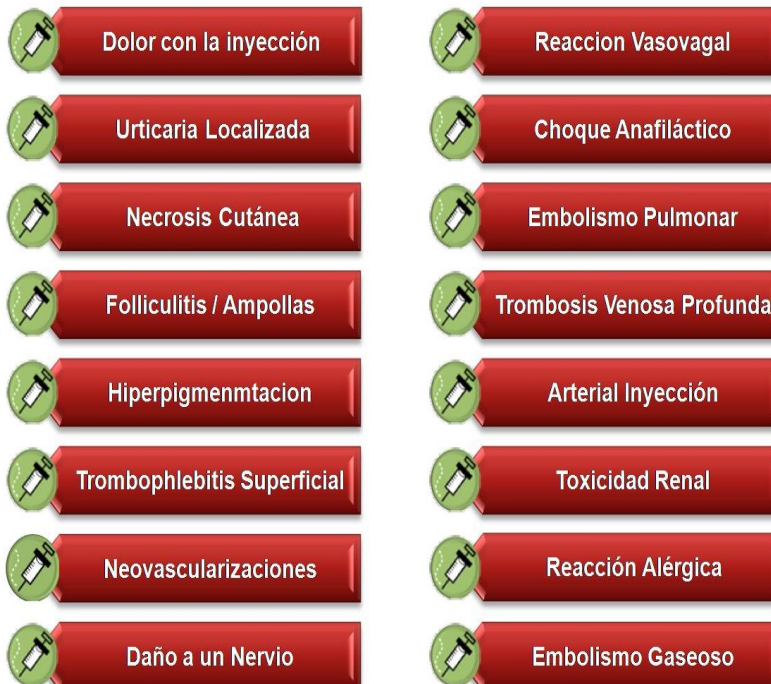 Dolor con la inyección
Urticaria Localizada
Necrosis Cutánea
Folliculitis / Ampollas
Hiperpigmenmtacion
Trombophlebitis Superficial
Neovascularizaciones
Daño a un Nervio
Reaccion Vasovagal
Choque Anafiláctico
Embolismo Pulmonar
Trombosis Venosa Profunda
Arterial Inyección
Toxicidad Renal
Reacción Alérgica
Embolismo Gaseoso